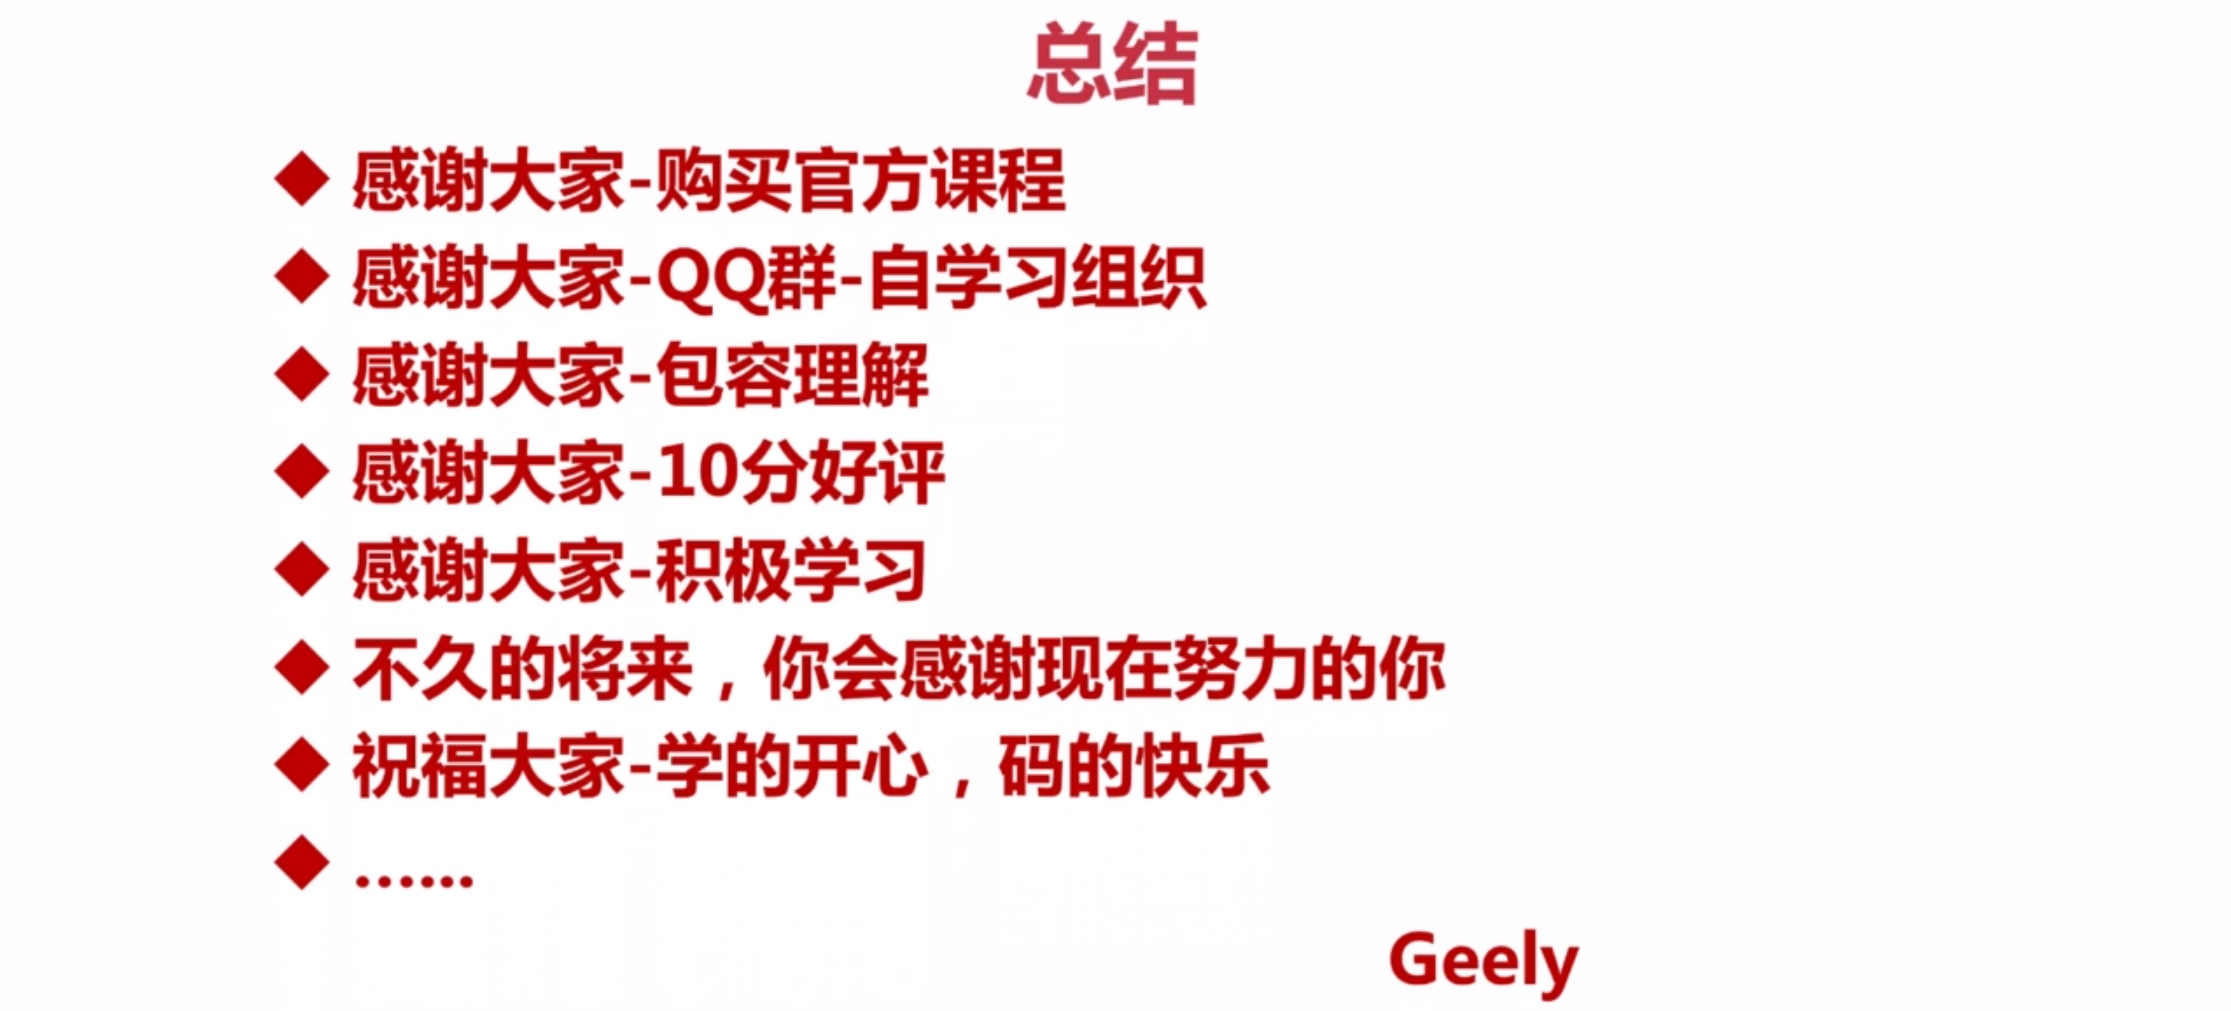 总结
◆ 感谢大家-购买官方课程
◆ 感谢大家-QQ群-自学习组织
◆ 感谢大家-包容理解
◆ 感谢大家-10分好评
◆ 感谢大家-积极学习
◆ 不久的将来，你会感谢现在努力的你
◆ 祝福大家-学的开心，码的快乐
◆ ......
Geely